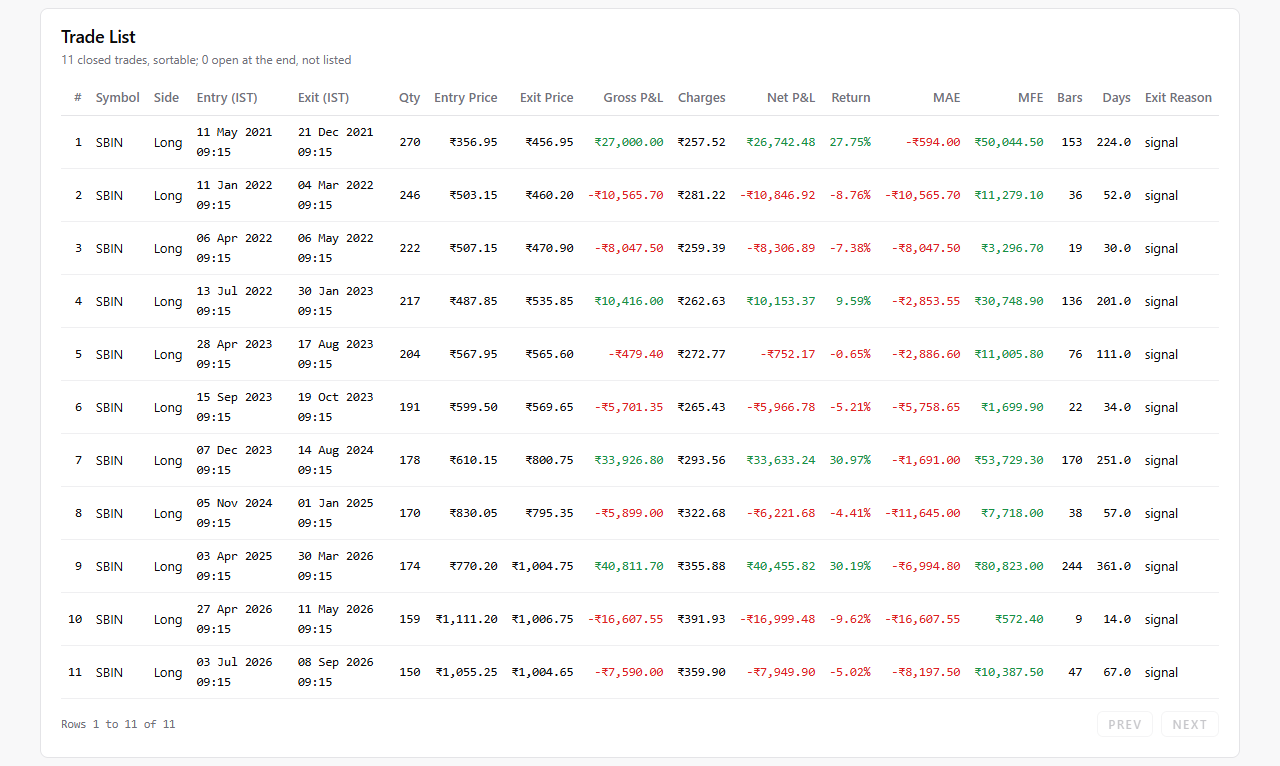 Trade List
11 closed trades, sortable; 0 open at the end, not listed
# Symbol Side Entry (IST) Exit (IST) Qty Entry Price Exit Price Gross P&L Charges Net P&L Return MAE MFE Bars Days Exit Reason
1 SBIN Long 11 May 2021 09:15 21 Dec 2021 09:15 270 ₹356.95 ₹456.95 ₹27,000.00 ₹257.52 ₹26,742.48 27.75% -₹594.00 ₹50,044.50 153 224.0 signal
2 SBIN Long 11 Jan 2022 09:15 04 Mar 2022 09:15 246 ₹503.15 ₹460.20 -₹10,565.70 ₹281.22 -₹10,846.92 -8.76% -₹10,565.70 ₹11,279.10 36 52.0 signal
3 SBIN Long 06 Apr 2022 09:15 06 May 2022 09:15 222 ₹507.15 ₹470.90 -₹8,047.50 ₹259.39 -₹8,306.89 -7.38% -₹8,047.50 ₹3,296.70 19 30.0 signal
4 SBIN Long 13 Jul 2022 09:15 30 Jan 2023 09:15 217 ₹487.85 ₹535.85 ₹10,416.00 ₹262.63 ₹10,153.37 9.59% -₹2,853.55 ₹30,748.90 136 201.0 signal
5 SBIN Long 28 Apr 2023 09:15 17 Aug 2023 09:15 204 ₹567.95 ₹565.60 -₹479.40 ₹272.77 -₹752.17 -0.65% -₹2,886.60 ₹11,005.80 76 111.0 signal
6 SBIN Long 15 Sep 2023 09:15 19 Oct 2023 09:15 191 ₹599.50 ₹569.65 -₹5,701.35 ₹265.43 -₹5,966.78 -5.21% -₹5,758.65 ₹1,699.90 22 34.0 signal
7 SBIN Long 07 Dec 2023 09:15 14 Aug 2024 09:15 178 ₹610.15 ₹800.75 ₹33,926.80 ₹293.56 ₹33,633.24 30.97% -₹1,691.00 ₹53,729.30 170 251.0 signal
8 SBIN Long 05 Nov 2024 09:15 01 Jan 2025 09:15 170 ₹830.05 ₹795.35 -₹5,899.00 ₹322.68 -₹6,221.68 -4.41% -₹11,645.00 ₹7,718.00 38 57.0 signal
9 SBIN Long 03 Apr 2025 09:15 30 Mar 2026 09:15 174 ₹770.20 ₹1,004.75 ₹40,811.70 ₹355.88 ₹40,455.82 30.19% -₹6,994.80 ₹80,823.00 244 361.0 signal
10 SBIN Long 27 Apr 2026 09:15 11 May 2026 09:15 159 ₹1,111.20 ₹1,006.75 -₹16,607.55 ₹391.93 -₹16,999.48 -9.62% -₹16,607.55 ₹572.40 9 14.0 signal
11 SBIN Long 03 Jul 2026 09:15 08 Sep 2026 09:15 150 ₹1,055.25 ₹1,004.65 -₹7,590.00 ₹359.90 -₹7,949.90 -5.02% -₹8,197.50 ₹10,387.50 47 67.0 signal
Rows 1 to 11 of 11 PREV NEXT